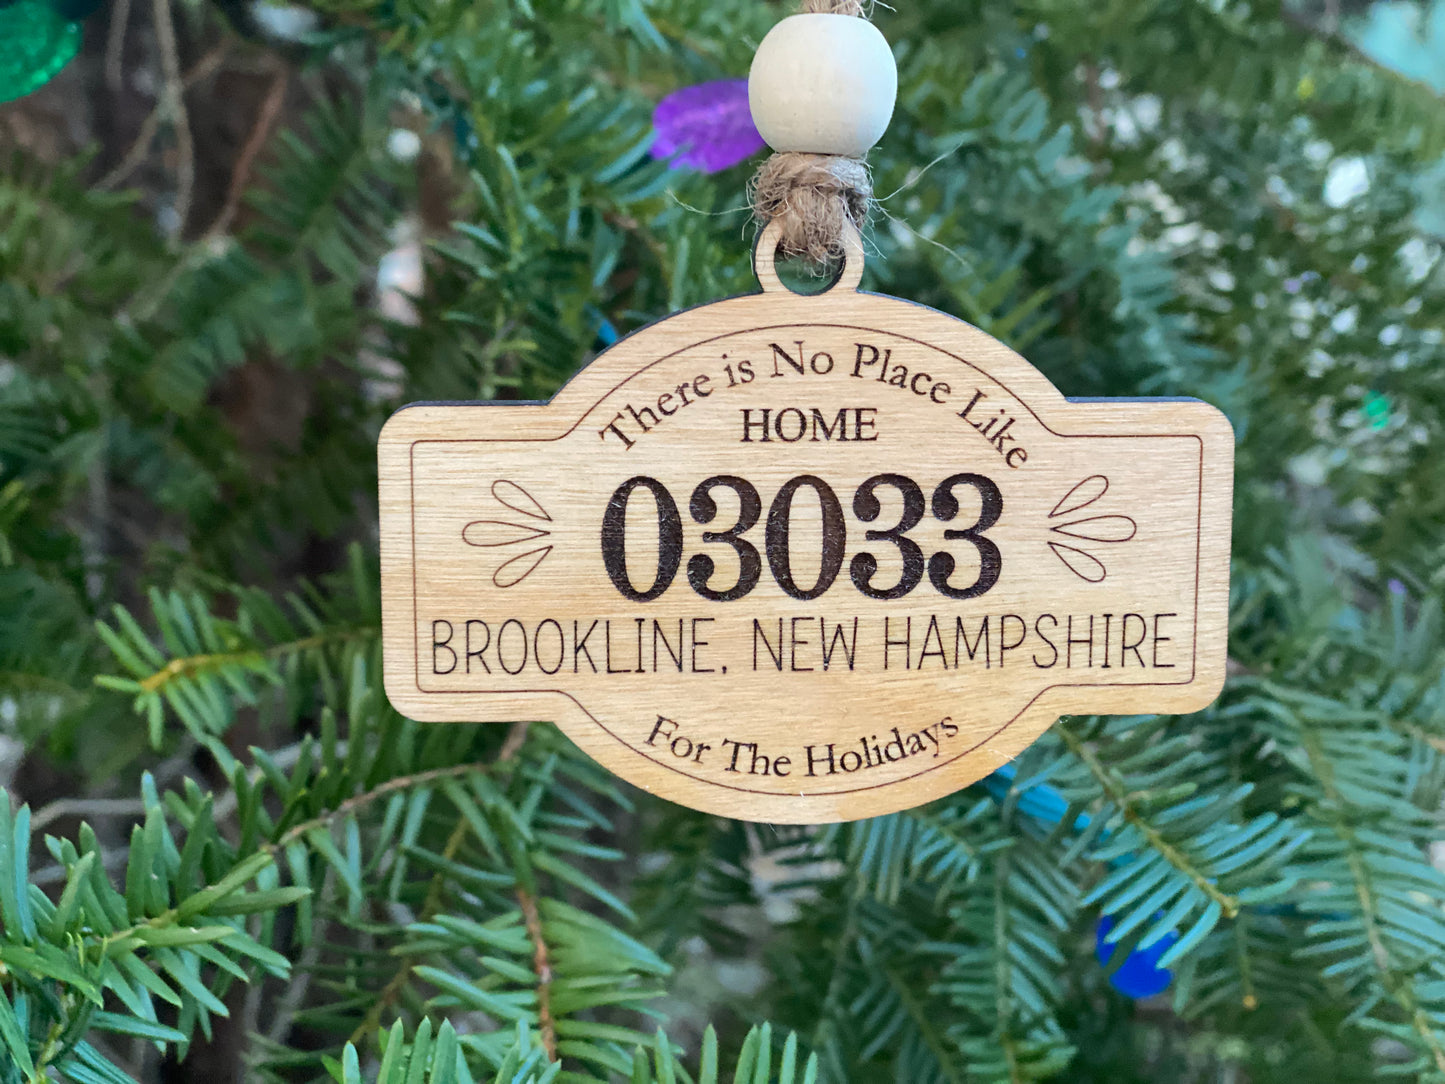 There is No Place Like
HOME
03033
BROOKLINE, NEW HAMPSHIRE
For The Holidays